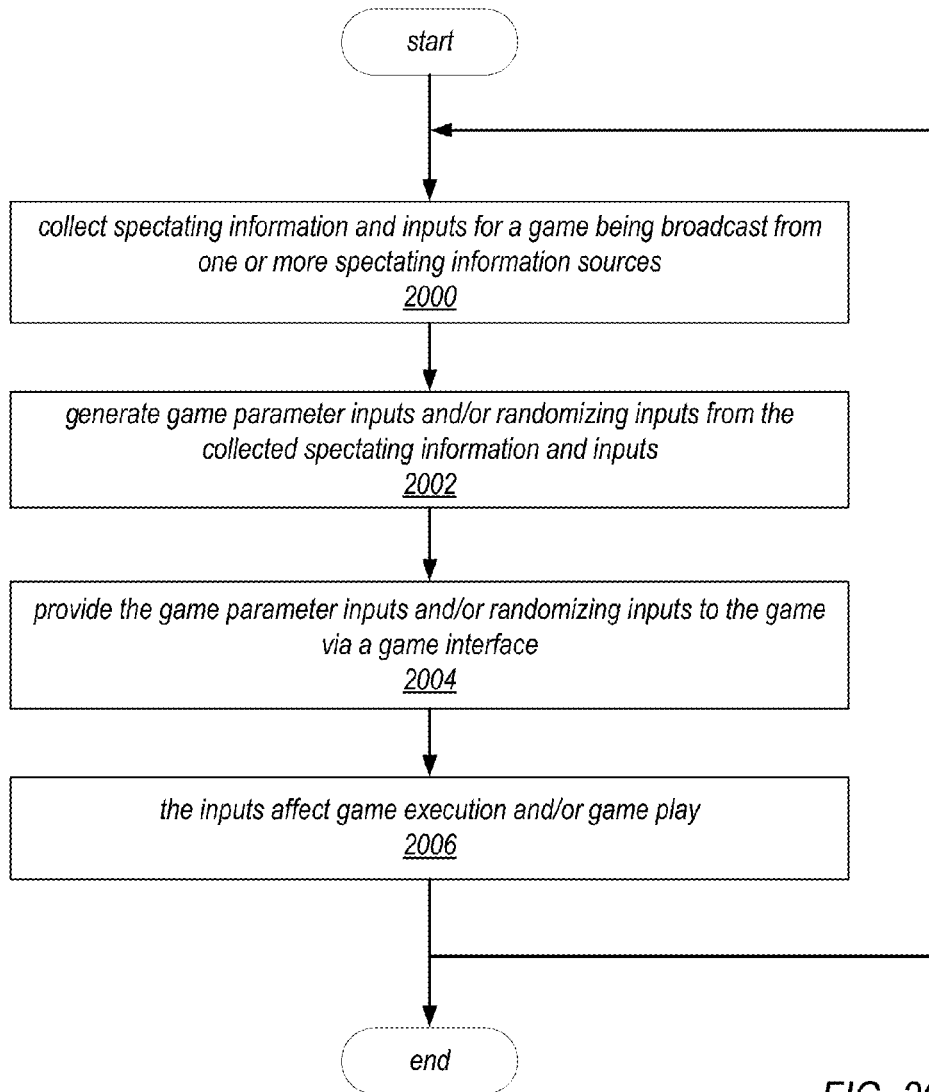 start
collect spectating information and inputs for a game being broadcast from
one or more spectating information sources
2000
generate game parameter inputs and/or randomizing inputs from the
collected spectating information and inputs
2002
provide the game parameter inputs and/or randomizing inputs to the game
via a game interface
2004
the inputs affect game execution and/or game play
2006
end
FIG.